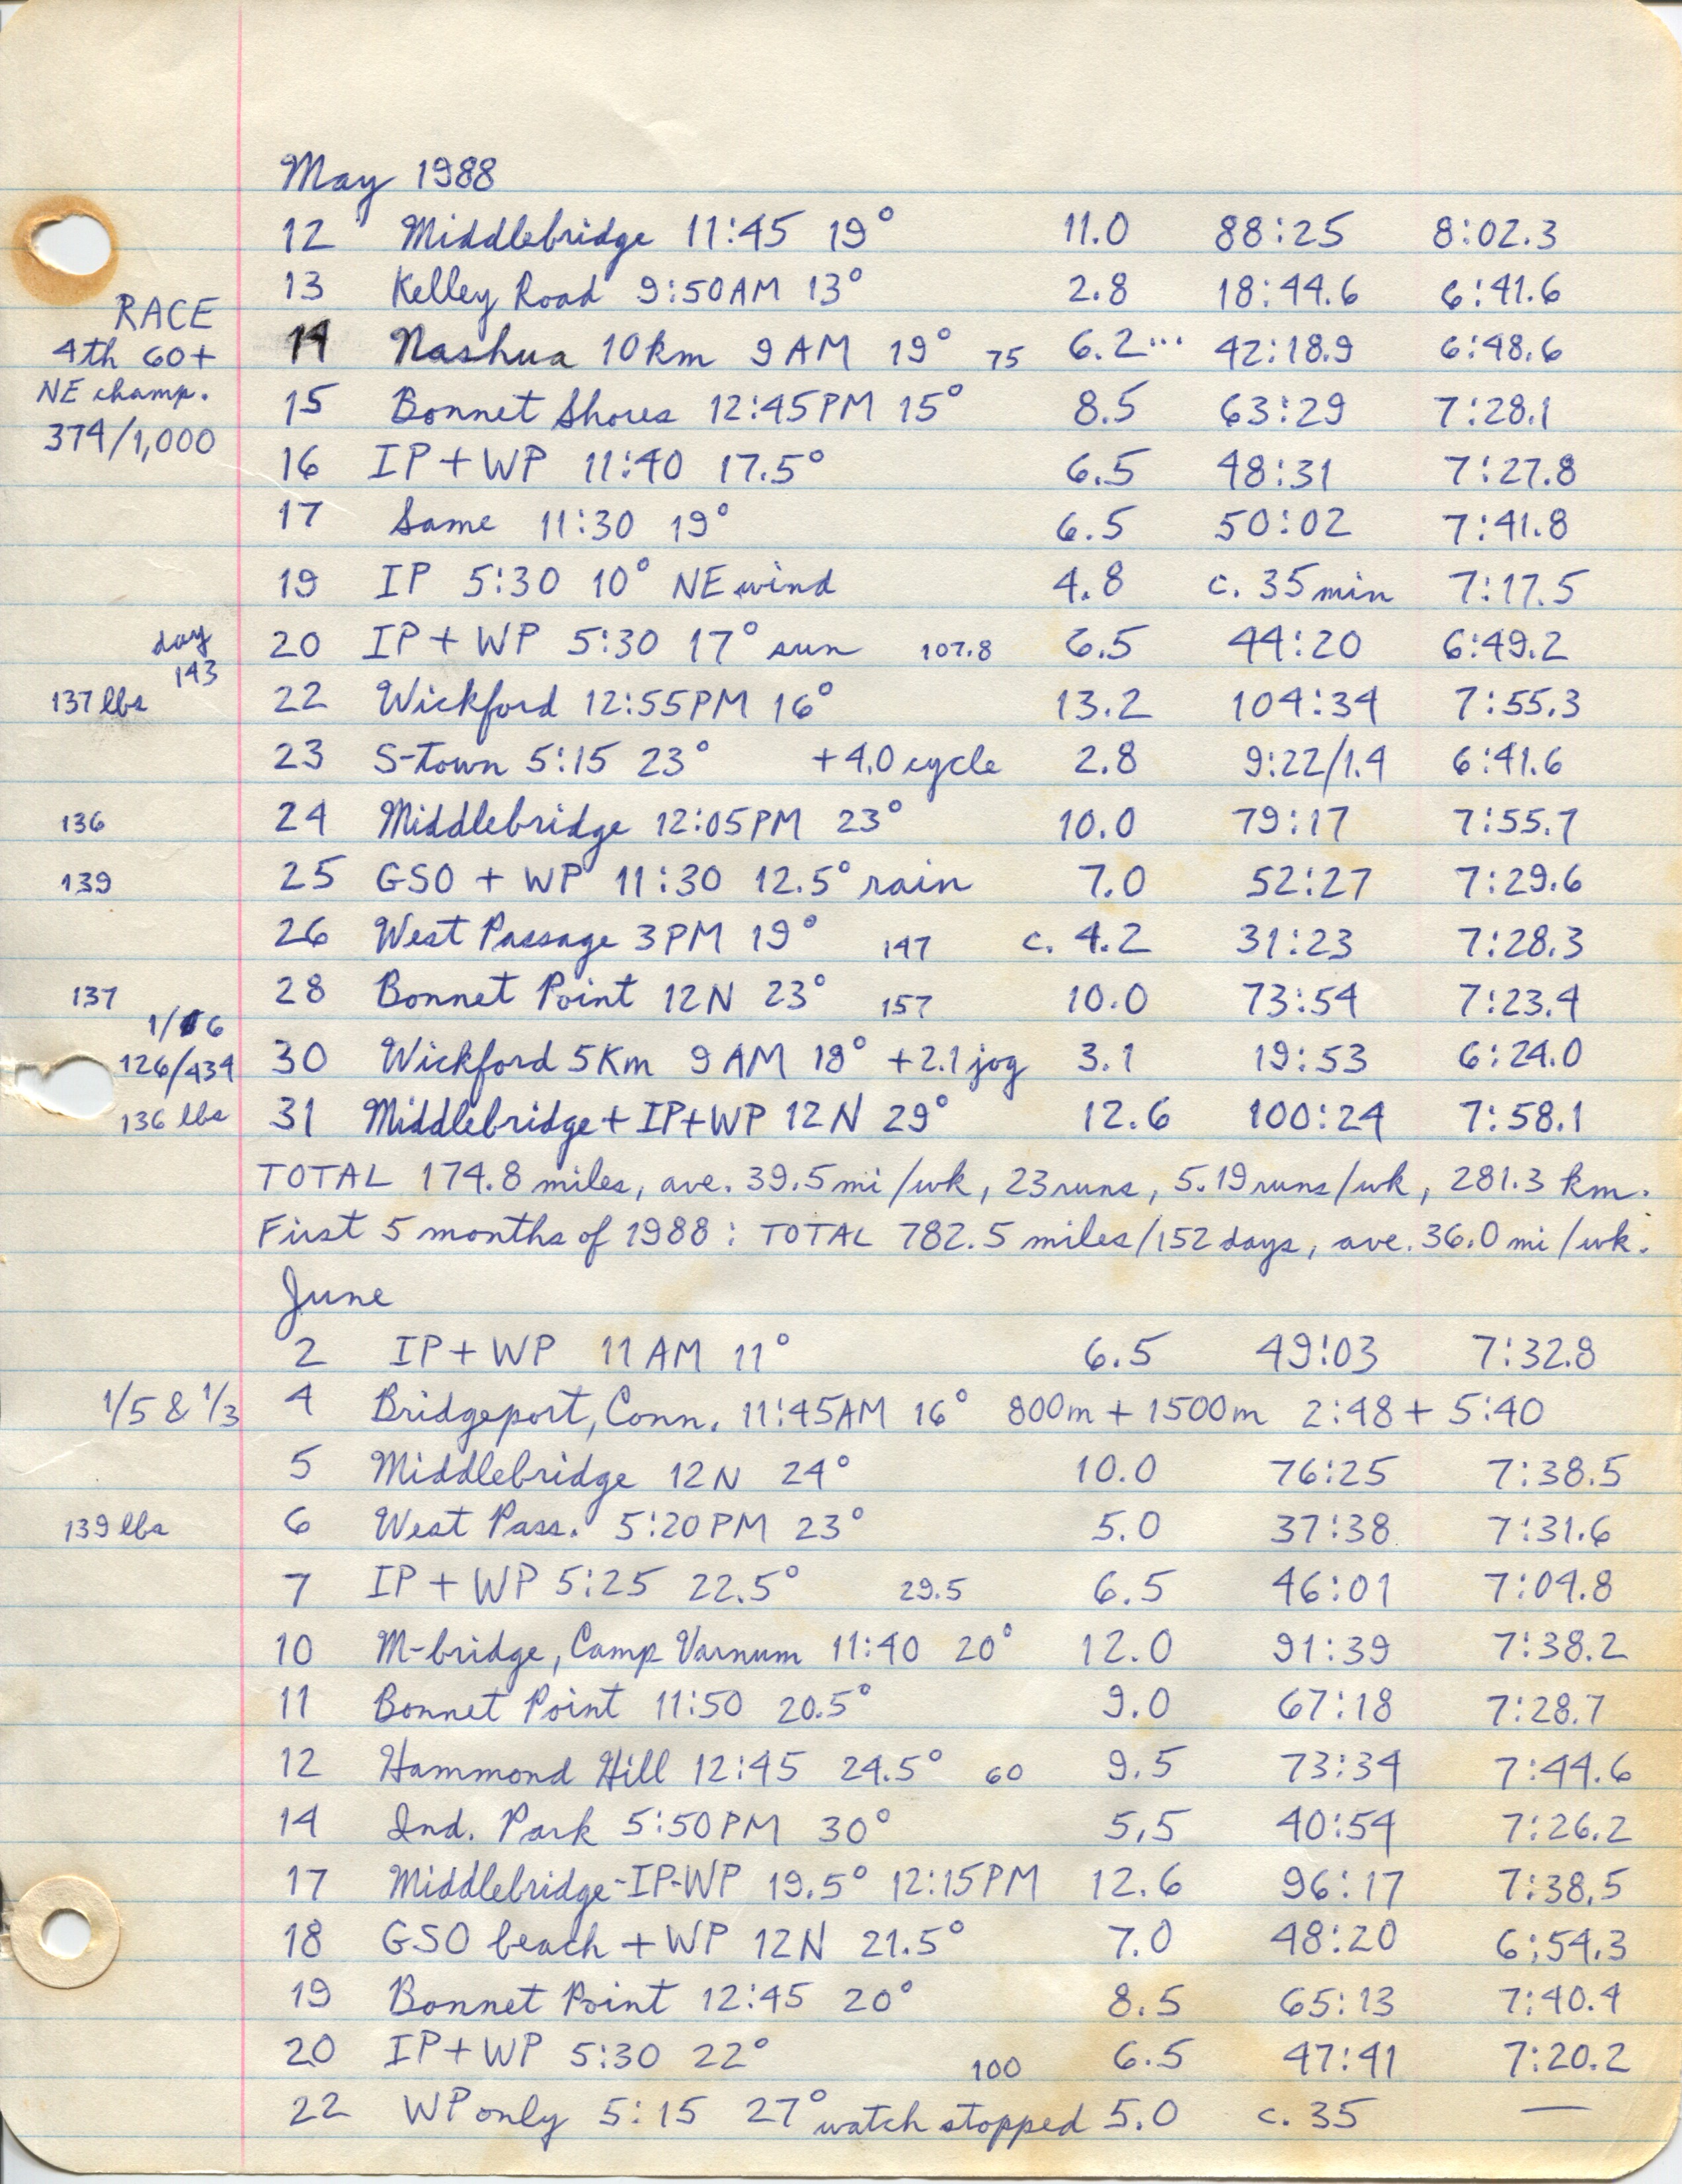 May 1988
12 Middlebridge 11:45 19° 11.0 88:25 8:02.3
13 Kelley Road 9:50AM 13° 2.8 18:44.6 6:41.6
RACE
4th 60+ 14 Nashua 10km 9AM 19° 75 6.2... 42:18.9 6:48.6
NE champ. 15 Bonnet Shores 12:45PM 15° 8.5 63:29 7:28.1
374/1,000
16 IP + WP 11:40 17.5° 6.5 48:31 7:27.8
17 Same 11:30 19° 6.5 50:02 7:41.8
19 IP 5:30 10° NE wind 4.8 c. 35min 7:17.5
day 20 IP + WP 5:30 17° sun 107.8 6.5 44:20 6:49.2
143
137 lbs 22 Wickford 12:55PM 16° 13.2 104:34 7:55.3
23 S-town 5:15 23° +4.0 cycle 2.8 9:22/1.4 6:41.6
136 24 Middlebridge 12:05PM 23° 10.0 79:17 7:55.7
139 25 GSO + WP 11:30 12.5° rain 7.0 52:27 7:29.6
26 West Passage 3PM 19° 147 c. 4.2 31:23 7:28.3
137 28 Bonnet Point 12N 23° 157 10.0 73:54 7:23.4
1/6
126/434 30 Wickford 5Km 9AM 18° +2.1 jog 3.1 19:53 6:24.0
136 lbs 31 Middlebridge + IP+WP 12N 29° 12.6 100:24 7:58.1
TOTAL 174.8 miles, ave. 39.5 mi/wk, 23 runs, 5.19 runs/wk, 281.3 km.
First 5 months of 1988: TOTAL 782.5 miles/152 days, ave. 36.0 mi/wk.
June
2 IP + WP 11AM 11° 6.5 49:03 7:32.8
1/5 & 1/3 4 Bridgeport, Conn. 11:45AM 16° 800m + 1500m 2:48 + 5:40
5 Middlebridge 12N 24° 10.0 76:25 7:38.5
139 lbs 6 West Pass. 5:20PM 23° 5.0 37:38 7:31.6
7 IP + WP 5:25 22.5° 29.5 6.5 46:01 7:04.8
10 M-bridge, Camp Varnum 11:40 20° 12.0 91:39 7:38.2
11 Bonnet Point 11:50 20.5° 9.0 67:18 7:28.7
12 Hammond Hill 12:45 24.5° 60 9.5 73:34 7:44.6
14 Ind. Park 5:50PM 30° 5.5 40:54 7:26.2
17 Middlebridge-IP-WP 19.5° 12:15PM 12.6 96:17 7:38.5
18 GSO beach + WP 12N 21.5° 7.0 48:20 6:54.3
19 Bonnet Point 12:45 20° 8.5 65:13 7:40.4
20 IP + WP 5:30 22° 100 6.5 47:41 7:20.2
22 WP only 5:15 27° watch stopped 5.0 c. 35 —